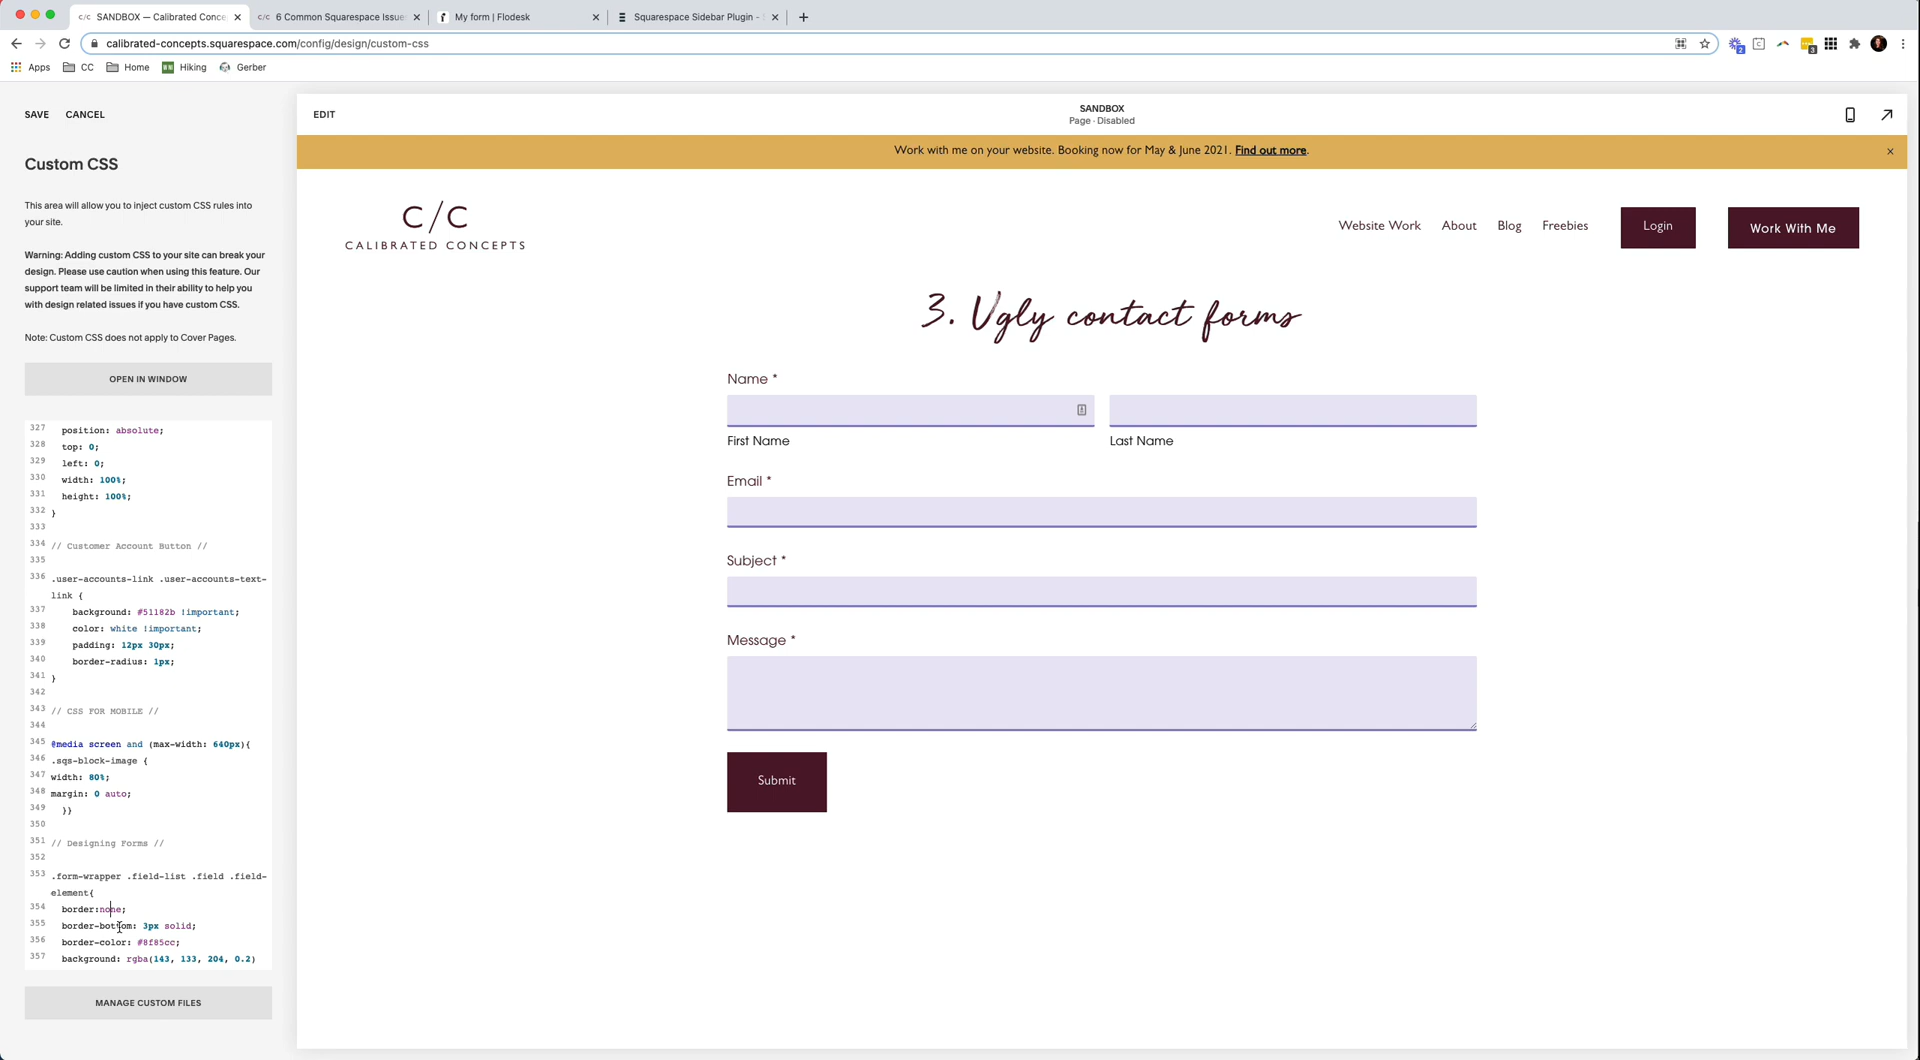 SANDBOX — Calibrated Conce
6 Common Squarespace Issue
My form | Flodesk
Squarespace Sidebar Plugin -
calibrated-concepts.squarespace.com/config/design/custom-css
Apps CC Home Hiking Gerber
SAVE CANCEL
Custom CSS
This area will allow you to inject custom CSS rules into
your site.
Warning: Adding custom CSS to your site can break your
design. Please use caution when using this feature. Our
support team will be limited in their ability to help you
with design related issues if you have custom CSS.
Note: Custom CSS does not apply to Cover Pages.
OPEN IN WINDOW
327 position: absolute;
328 top: 0;
329 left: 0;
330 width: 100%;
331 height: 100%;
332 }
333
334 // Customer Account Button //
335
336 .user-accounts-link .user-accounts-text-
link {
337 background: #51182b !important;
338 color: white !important;
339 padding: 12px 30px;
340 border-radius: 1px;
341 }
342
343 // CSS FOR MOBILE //
344
345 @media screen and (max-width: 640px){
346 .sqs-block-image {
347 width: 80%;
348 margin: 0 auto;
349 }}
350
351 // Designing Forms //
352
353 .form-wrapper .field-list .field .field-
element{
354 border:none;
355 border-bottom: 3px solid;
356 border-color: #8f85cc;
357 background: rgba(143, 133, 204, 0.2)
MANAGE CUSTOM FILES
EDIT
SANDBOX
Page · Disabled
Work with me on your website. Booking now for May & June 2021. Find out more.
C/C
CALIBRATED CONCEPTS
Website Work About Blog Freebies Login Work With Me
3. Ugly contact forms
Name *
First Name Last Name
Email *
Subject *
Message *
Submit
2
3